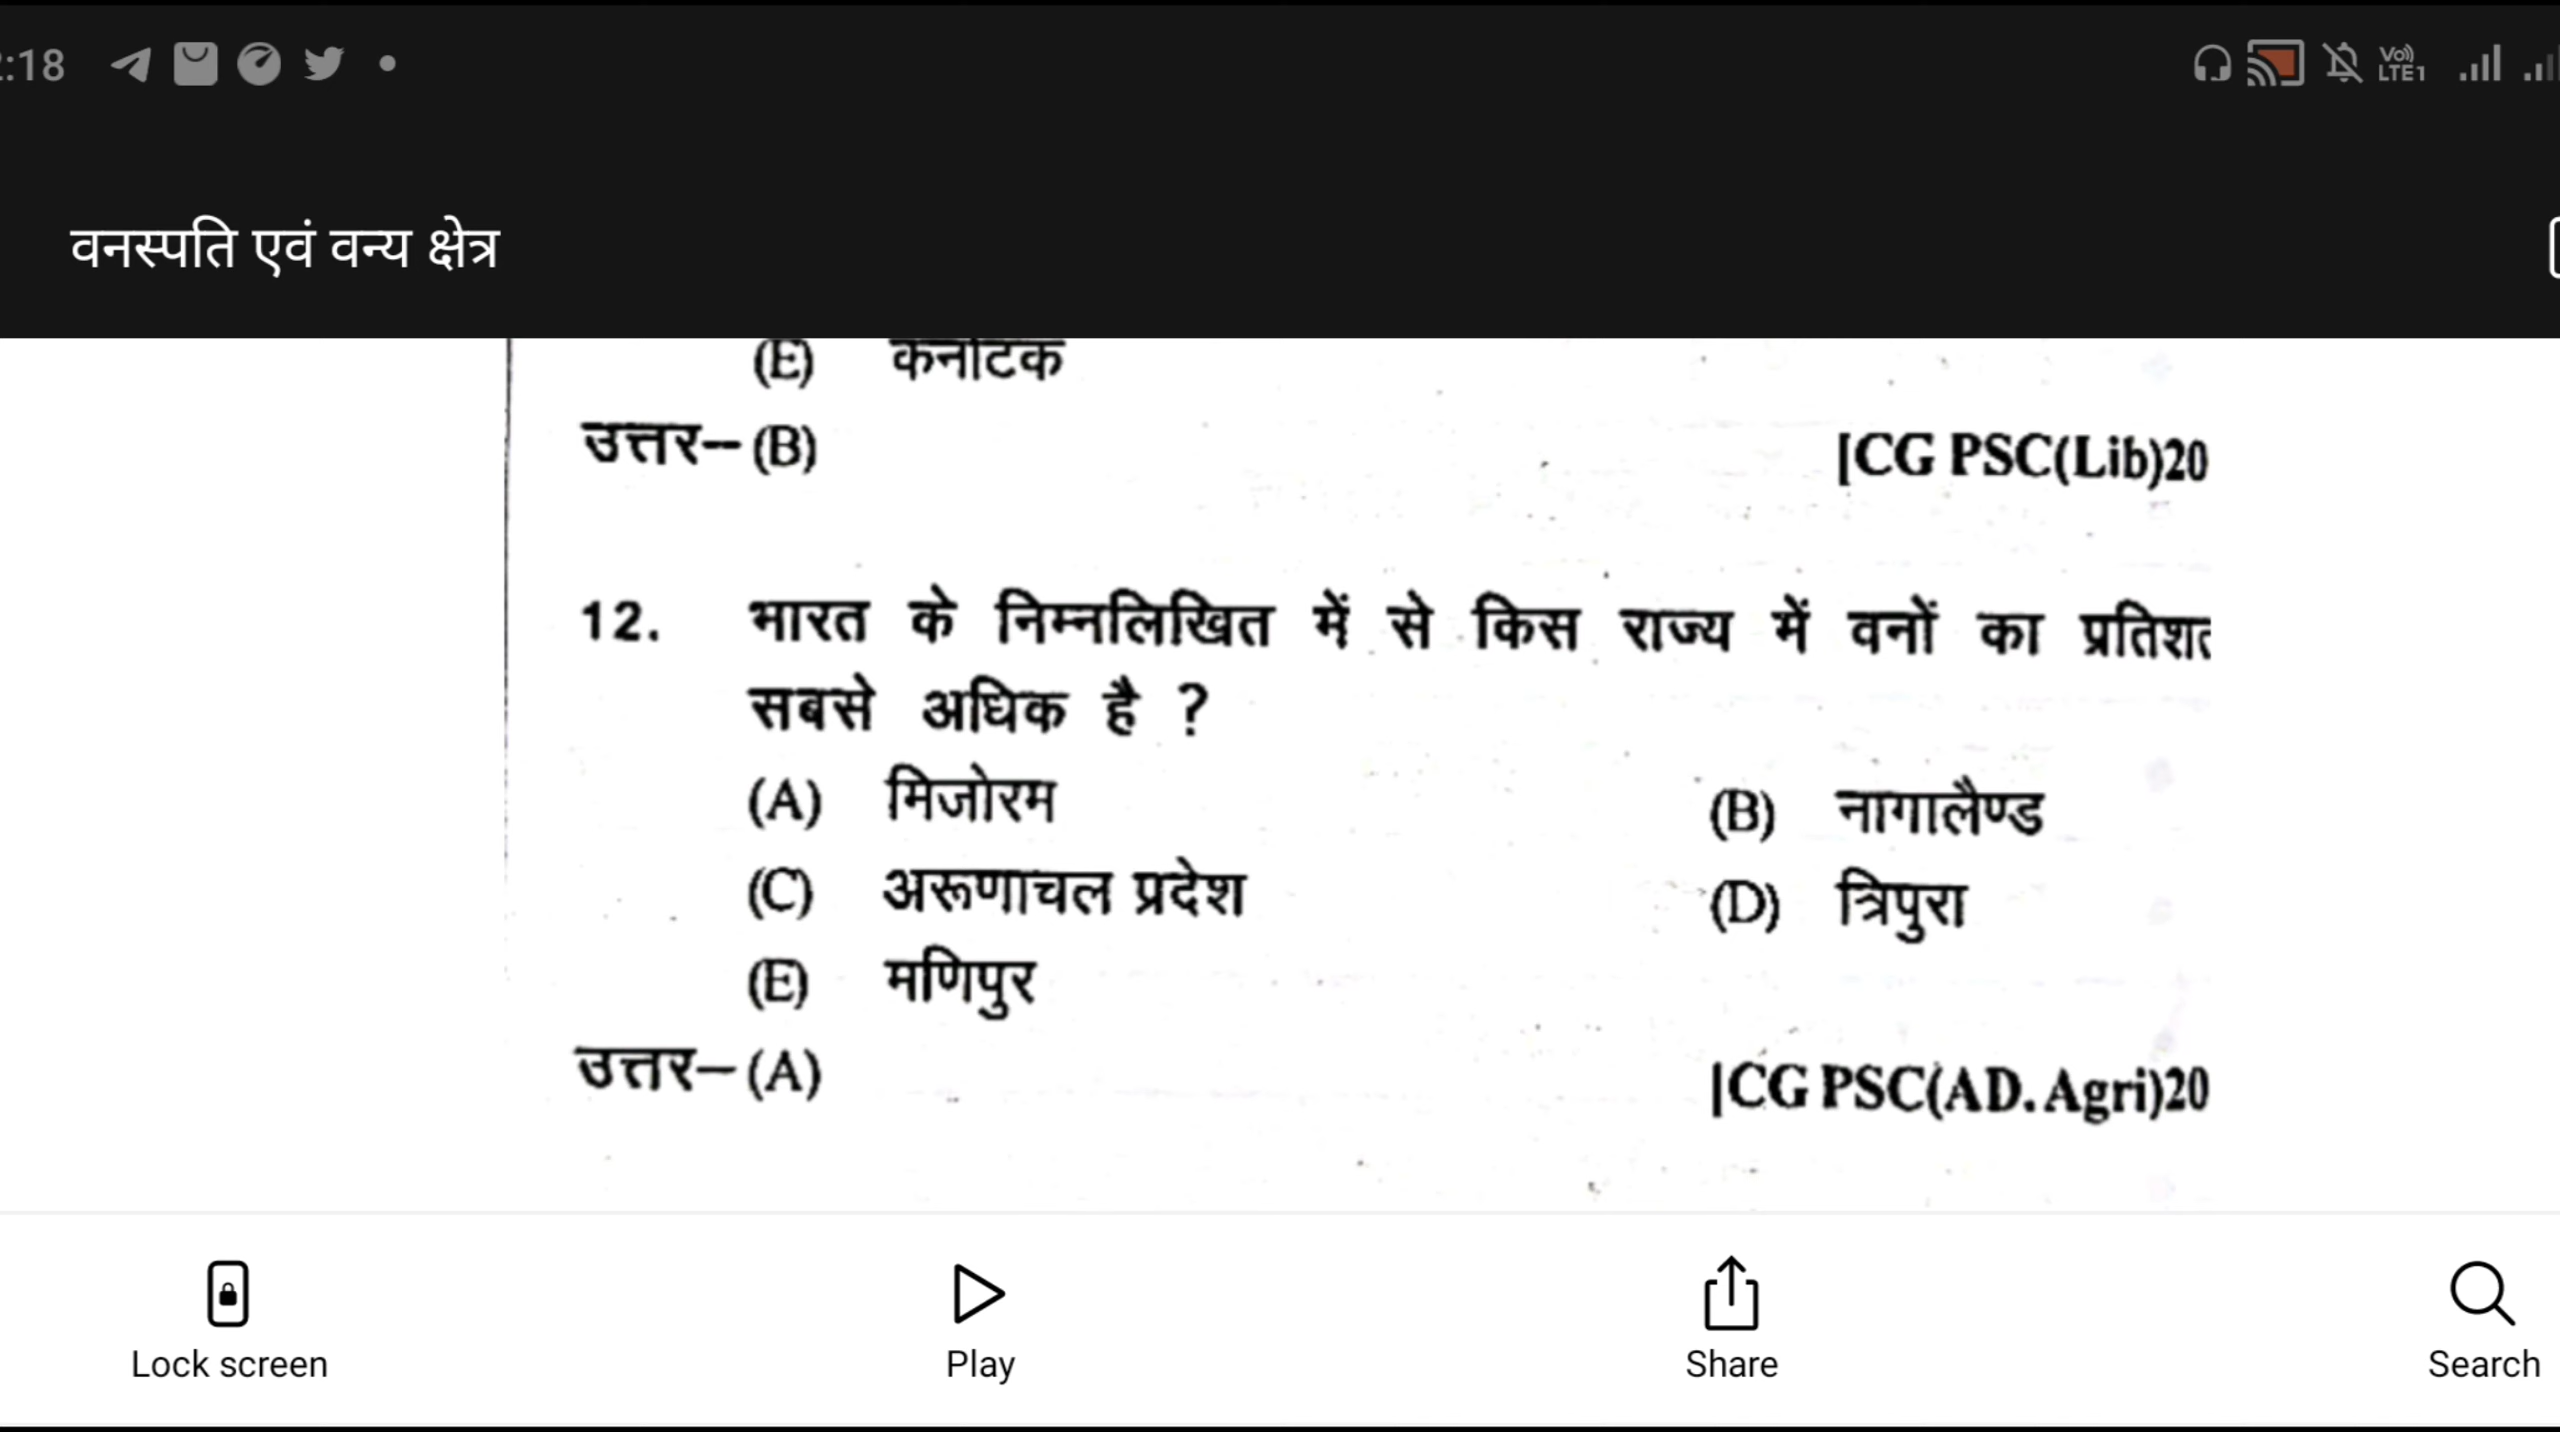 :18
Vo)) LTE1
वनस्पति एवं वन्य क्षेत्र
(E) कर्नाटक
उत्तर–(B) [CG PSC(Lib)20
12. भारत के निम्नलिखित में से किस राज्य में वनों का प्रतिशत
सबसे अधिक है ?
(A) मिजोरम (B) नागालैण्ड
(C) अरूणाचल प्रदेश (D) त्रिपुरा
(E) मणिपुर
उत्तर–(A) [CG PSC(AD. Agri)20
Lock screen Play Share Search